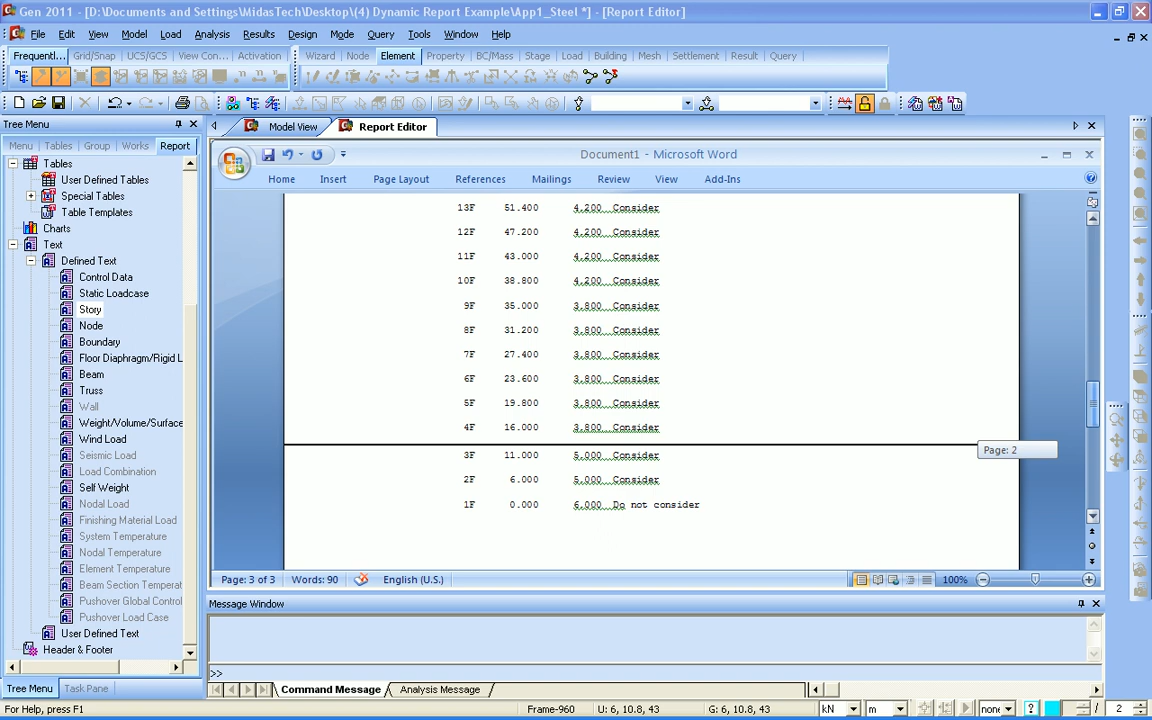 Gen 2011 - [D:\Documents and Settings\MidasTech\Desktop\(4) Dynamic Report Example\App1_Steel *] - [Report Editor]
File Edit View Model Load Analysis Results Design Mode Query Tools Window Help
Frequentl... Grid/Snap UCS/GCS View Con... Activation Wizard Node Element Property BC/Mass Stage Load Building Mesh Settlement Result Query
Tree Menu
Model View Report Editor
Menu Tables Group Works Report
Document1 - Microsoft Word
Home Insert Page Layout References Mailings Review View Add-Ins
Tables
User Defined Tables
Special Tables
Table Templates
Charts
Text
Defined Text
Control Data
Static Loadcase
Story
Node
Boundary
Floor Diaphragm/Rigid L
Beam
Truss
Wall
Weight/Volume/Surface
Wind Load
Seismic Load
Load Combination
Self Weight
Nodal Load
Finishing Material Load
System Temperature
Nodal Temperature
Element Temperature
Beam Section Temperat
Pushover Global Control
Pushover Load Case
User Defined Text
Header & Footer
13F 51.400 4.200 Consider
12F 47.200 4.200 Consider
11F 43.000 4.200 Consider
10F 38.800 4.200 Consider
9F 35.000 3.800 Consider
8F 31.200 3.800 Consider
7F 27.400 3.800 Consider
6F 23.600 3.800 Consider
5F 19.800 3.800 Consider
4F 16.000 3.800 Consider
Page: 2
3F 11.000 5.000 Consider
2F 6.000 5.000 Consider
1F 0.000 6.000 Do not consider
Page: 3 of 3 Words: 90 English (U.S.) 100%
Message Window
>>
Tree Menu Task Pane
Command Message Analysis Message
For Help, press F1 Frame-960 U: 6, 10.8, 43 G: 6, 10.8, 43 kN m none ? / 2